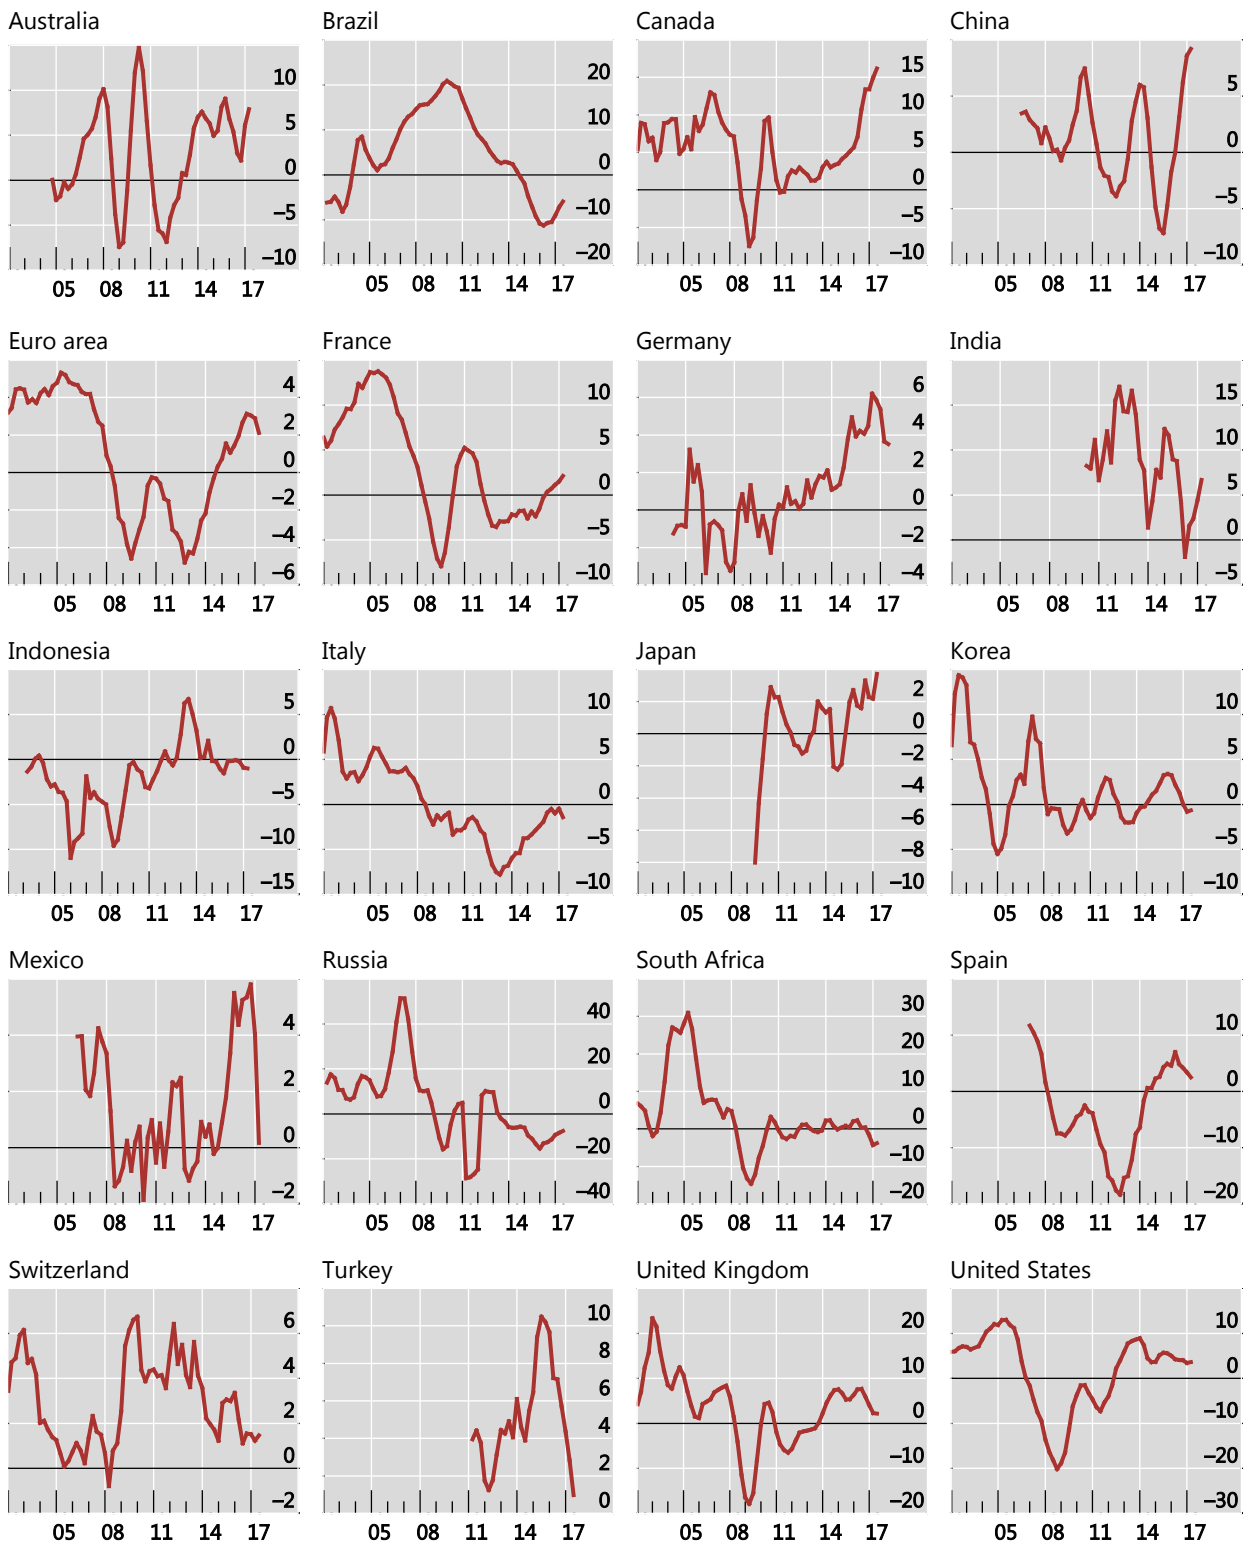 Australia Brazil Canada China
10 20 15 5
5 10 10 0
0 0 5 –5
–5 –10 0 –10
–10 –20 –5
–10
05 08 11 14 17 05 08 11 14 17 05 08 11 14 17 05 08 11 14 17
Euro area France Germany India
4 10 6 15
2 5 4 10
0 0 2 5
–2 –5 0 0
–4 –10 –2 –5
–6 –4
05 08 11 14 17 05 08 11 14 17 05 08 11 14 17 05 08 11 14 17
Indonesia Italy Japan Korea
5 10 2 10
0 5 0 5
–5 0 –2 0
–10 –5 –4 –5
–15 –10 –6 –10
–8
–10
05 08 11 14 17 05 08 11 14 17 05 08 11 14 17 05 08 11 14 17
Mexico Russia South Africa Spain
4 40 30 10
2 20 20 0
0 0 10 –10
–2 –20 0 –20
–40 –10
–20
05 08 11 14 17 05 08 11 14 17 05 08 11 14 17 05 08 11 14 17
Switzerland Turkey United Kingdom United States
6 10 20 10
4 8 10 0
2 6 0 –10
0 4 –10 –20
–2 2 –20 –30
0
05 08 11 14 17 05 08 11 14 17 05 08 11 14 17 05 08 11 14 17